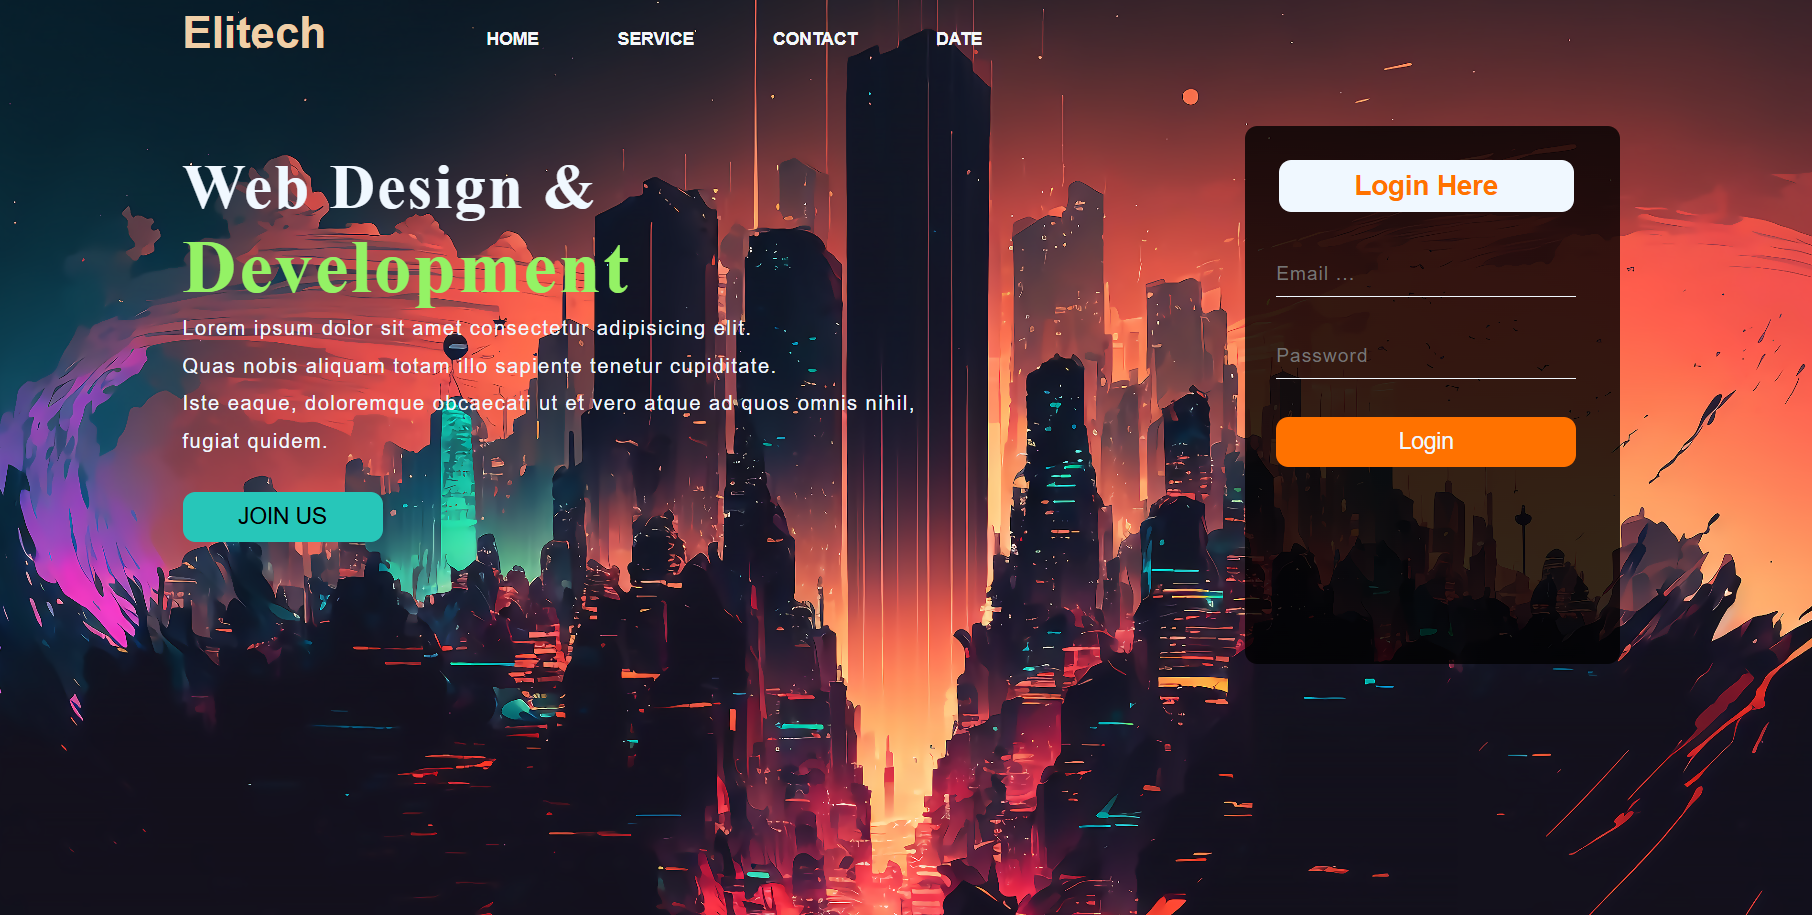 Elitech
HOME SERVICE CONTACT DATE
Web Design &
Development
Lorem ipsum dolor sit amet consectetur adipisicing elit.
Quas nobis aliquam totam illo sapiente tenetur cupiditate.
Iste eaque, doloremque obcaecati ut et vero atque ad quos omnis nihil,
fugiat quidem.
JOIN US
Login Here
Email ...
Password
Login